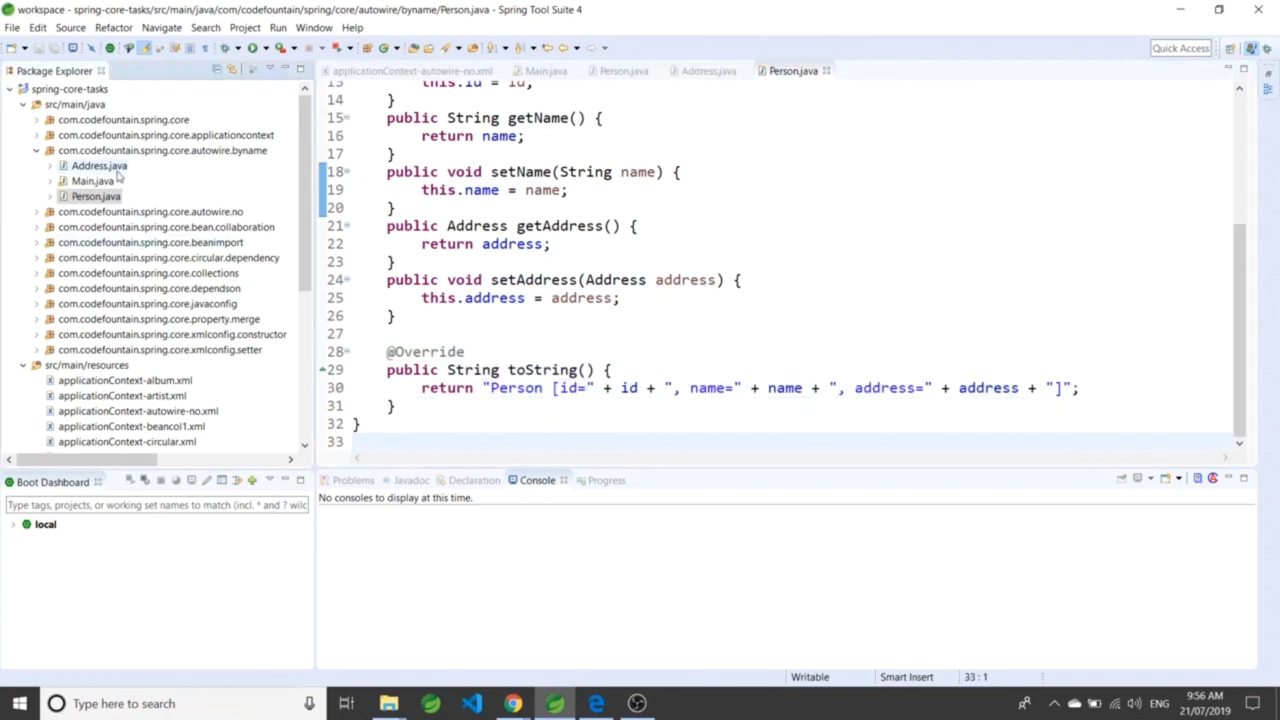 workspace - spring-core-tasks/src/main/java/com/codefountain/spring/core/autowire/byname/Person.java - Spring Tool Suite 4
File Edit Source Refactor Navigate Search Project Run Window Help
Quick Access
Package Explorer
spring-core-tasks
src/main/java
com.codefountain.spring.core
com.codefountain.spring.core.applicationcontext
com.codefountain.spring.core.autowire.byname
Address.java
Main.java
Person.java
com.codefountain.spring.core.autowire.no
com.codefountain.spring.core.bean.collaboration
com.codefountain.spring.core.beanimport
com.codefountain.spring.core.circular.dependency
com.codefountain.spring.core.collections
com.codefountain.spring.core.dependson
com.codefountain.spring.core.javaconfig
com.codefountain.spring.core.property.merge
com.codefountain.spring.core.xmlconfig.constructor
com.codefountain.spring.core.xmlconfig.setter
src/main/resources
applicationContext-album.xml
applicationContext-artist.xml
applicationContext-autowire-no.xml
applicationContext-beancol1.xml
applicationContext-circular.xml
applicationContext-autowire-no.xml Main.java Person.java Address.java Person.java
13 this.id = id;
14 }
15 public String getName() {
16 return name;
17 }
18 public void setName(String name) {
19 this.name = name;
20 }
21 public Address getAddress() {
22 return address;
23 }
24 public void setAddress(Address address) {
25 this.address = address;
26 }
27
28 @Override
29 public String toString() {
30 return "Person [id=" + id + ", name=" + name + ", address=" + address + "]";
31 }
32 }
33
Boot Dashboard
Type tags, projects, or working set names to match (incl. * and ? wilc
local
Problems Javadoc Declaration Console Progress
No consoles to display at this time.
Writable Smart Insert 33 : 1
Type here to search
ENG
9:56 AM
21/07/2019